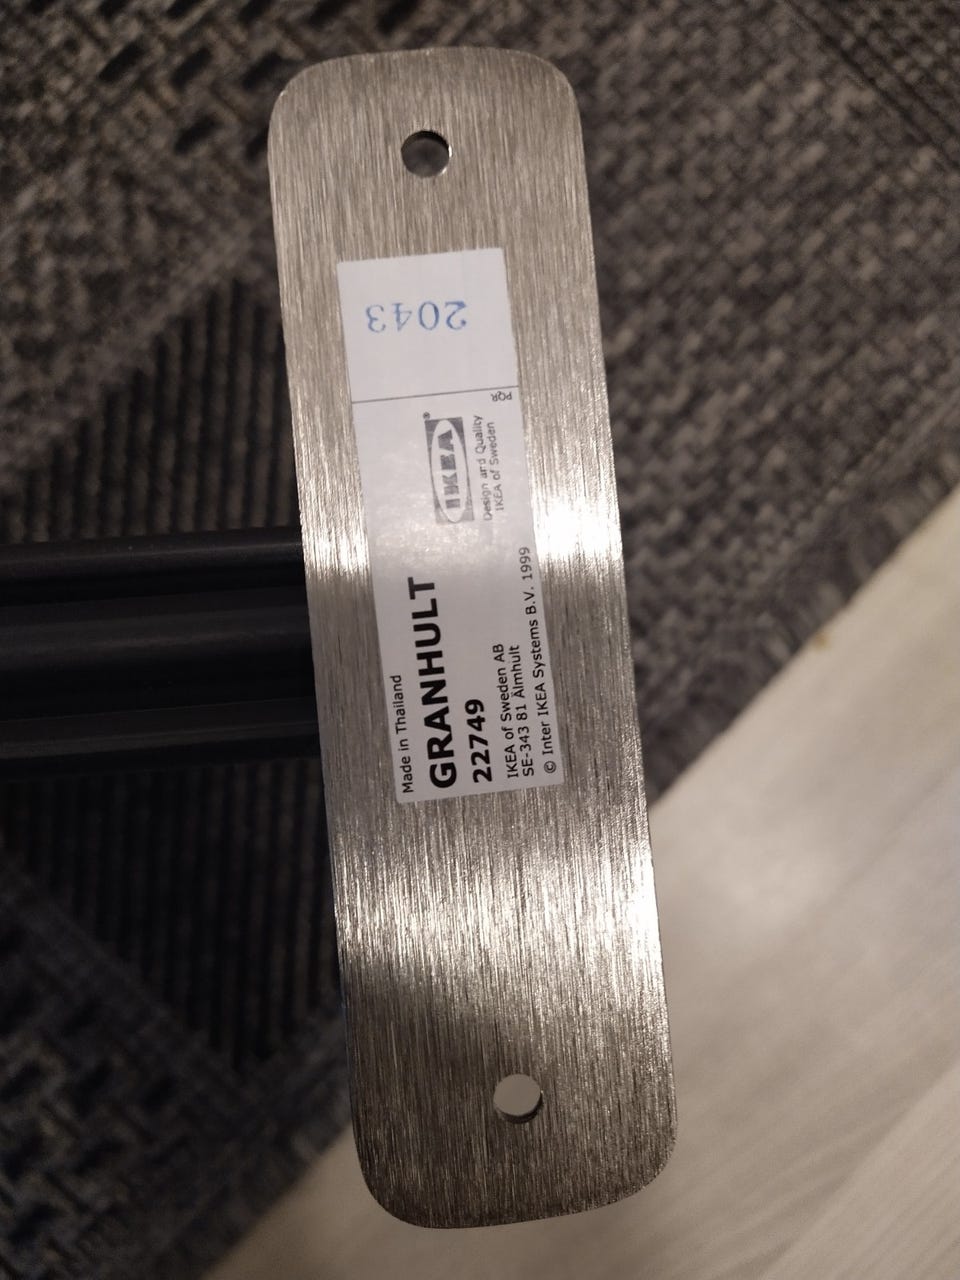 Made in Thailand
GRANHULT
22749
IKEA of Sweden AB
SE-343 81 Älmhult
© Inter IKEA Systems B.V. 1999
IKEA®
Design and Quality
IKEA of Sweden
PQR
2043